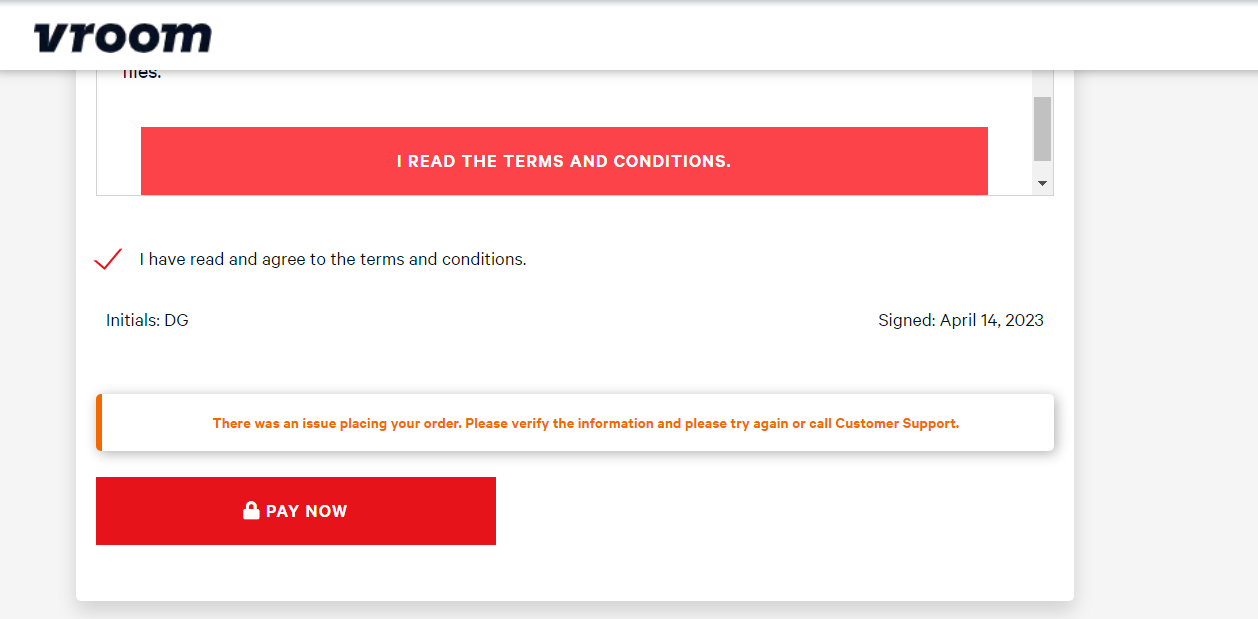 vroom
files.
I READ THE TERMS AND CONDITIONS.
I have read and agree to the terms and conditions.
Initials: DG
Signed: April 14, 2023
There was an issue placing your order. Please verify the information and please try again or call Customer Support.
PAY NOW